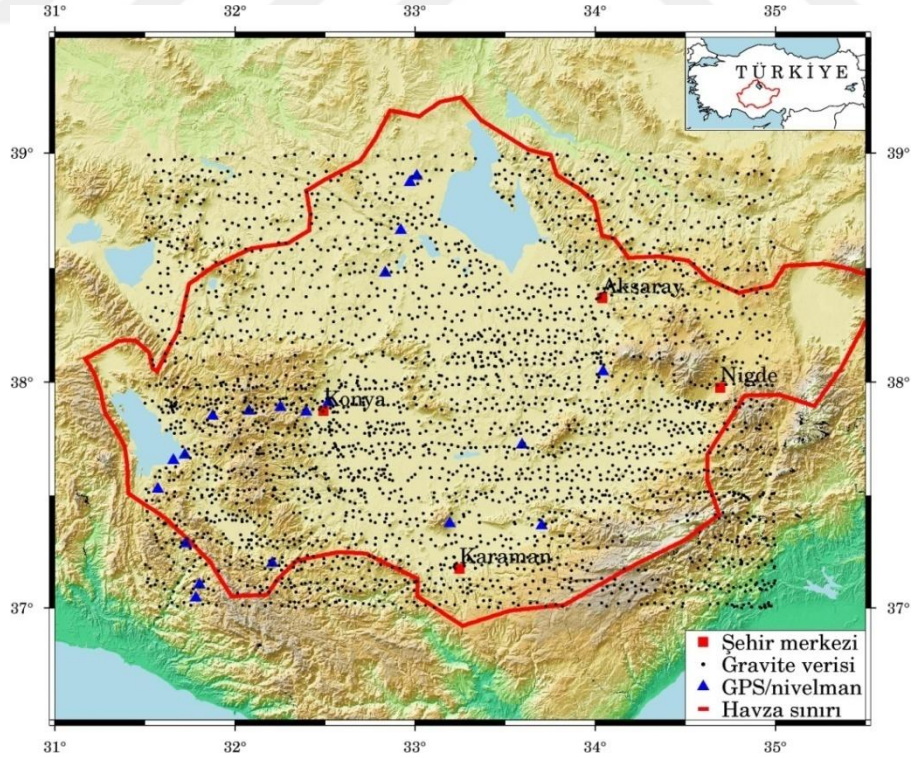 31° 32° 33° 34° 35°
TÜRKİYE
39° 39°
Aksaray
38° 38°
Niğde
Konya
Karaman
37° 37°
Şehir merkezi
Gravite verisi
GPS/nivelman
Havza sınırı
31° 32° 33° 34° 35°